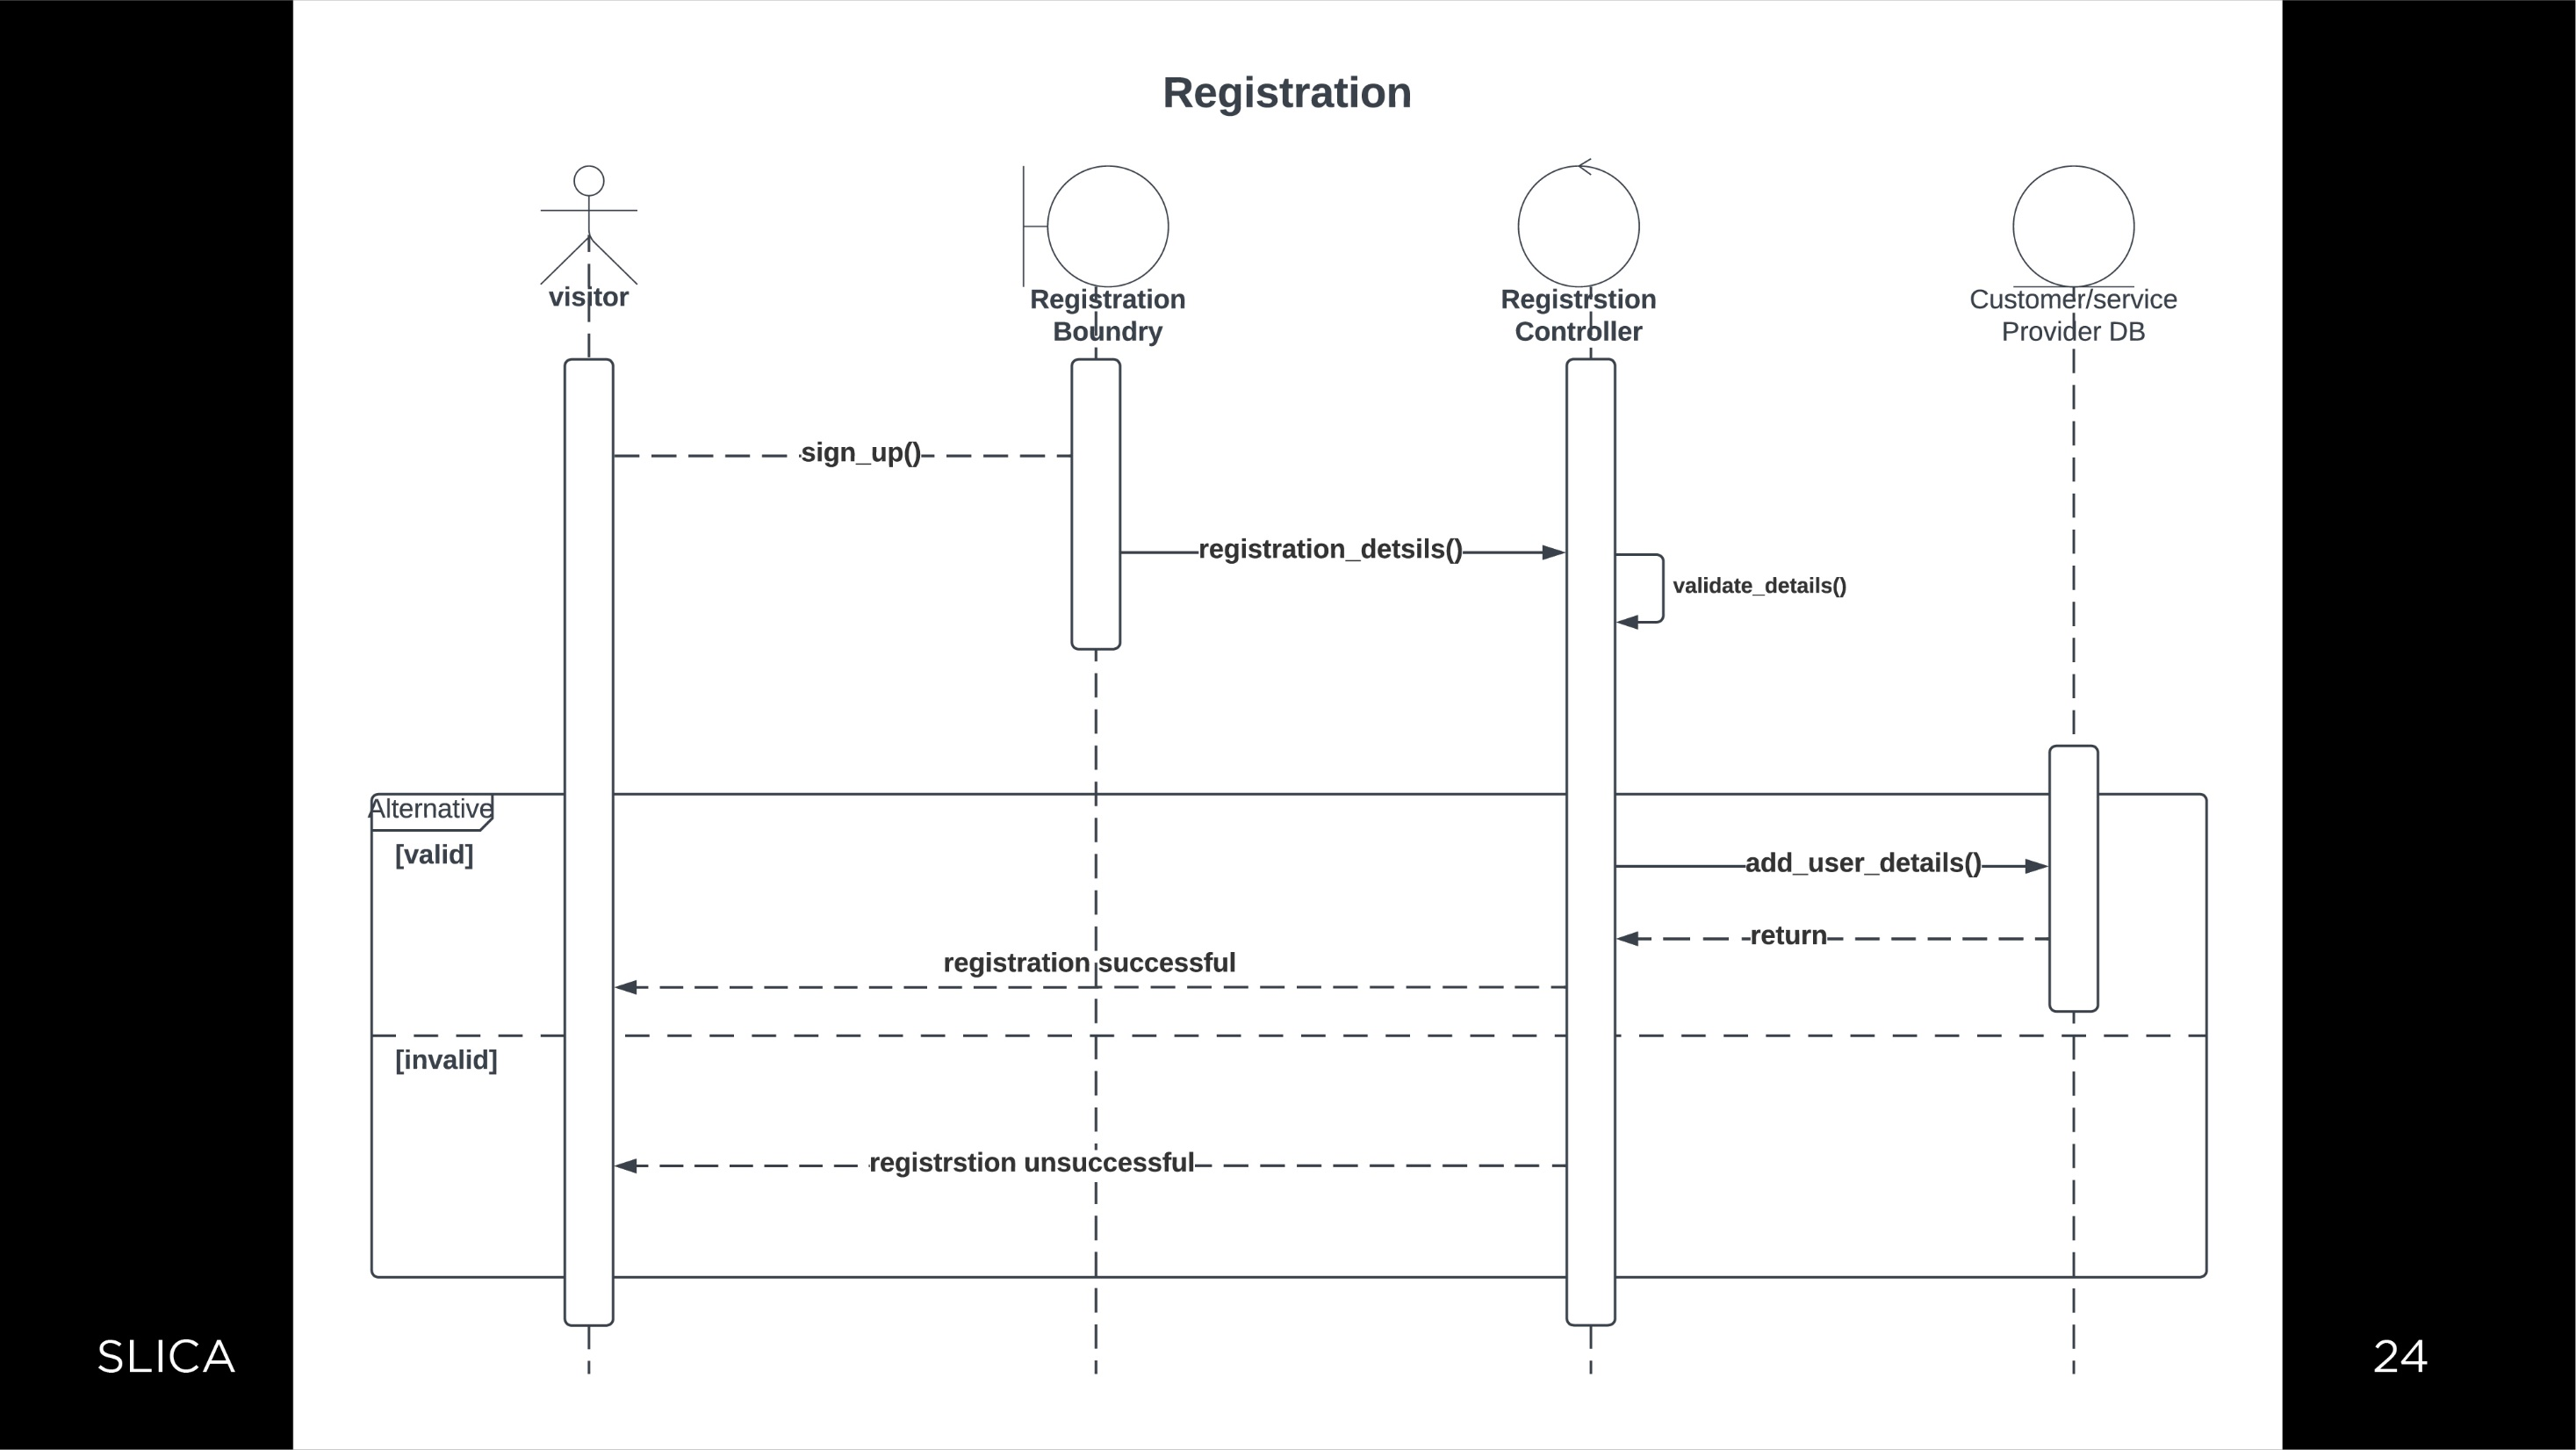 Registration
visitor
Registration
Boundry
Registrstion
Controller
Customer/service
Provider DB
sign_up()
registration_detsils()
validate_details()
Alternative
[valid]
add_user_details()
return
registration successful
[invalid]
registrstion unsuccessful
SLICA
24